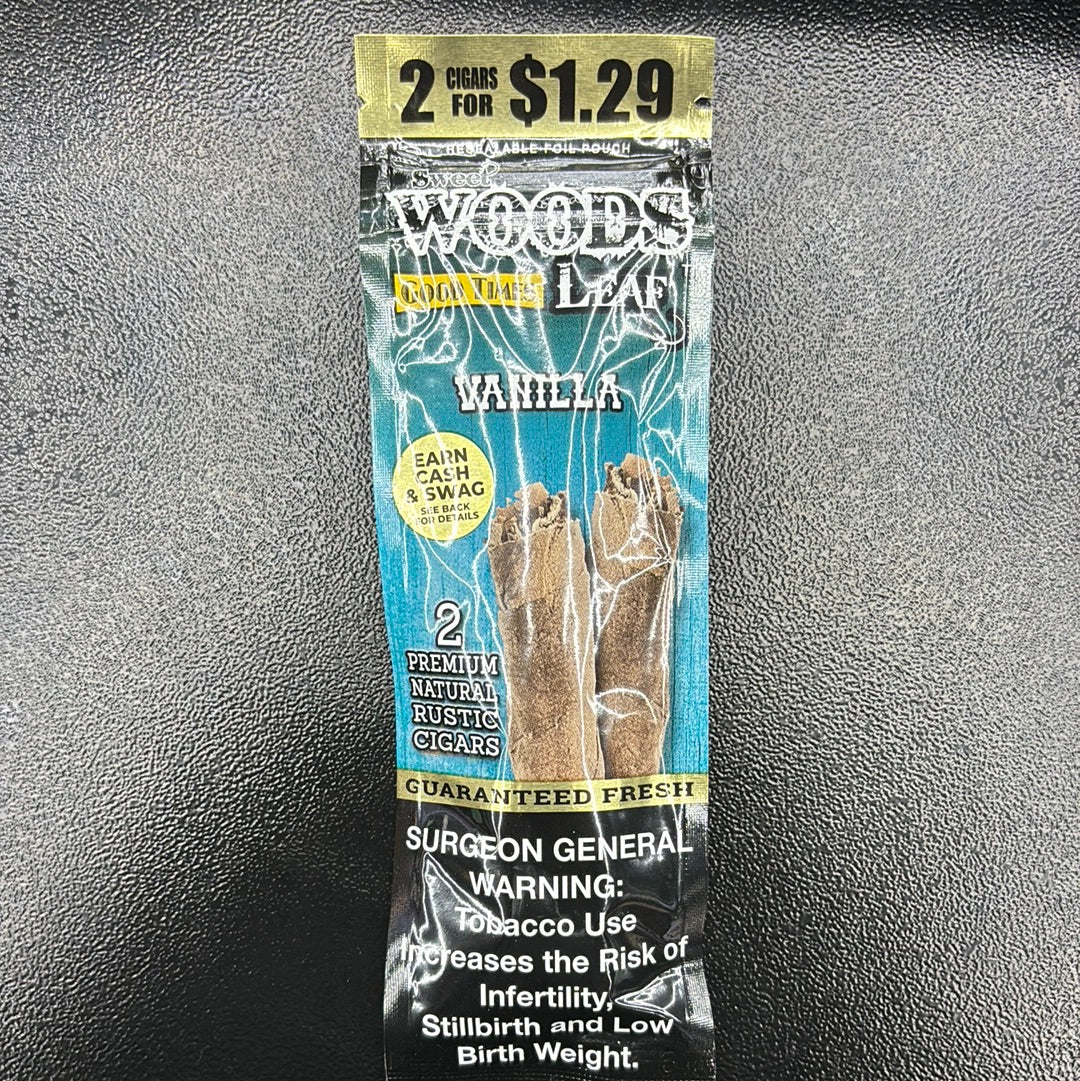 2 CIGARS FOR $1.29
RESEALABLE FOIL POUCH
Sweet
WOODS
GOOD TIMES LEAF
VANILLA
EARN
CASH
& SWAG
SEE BACK
FOR DETAILS
2
PREMIUM
NATURAL
RUSTIC
CIGARS
GUARANTEED FRESH
SURGEON GENERAL
WARNING:
Tobacco Use
Increases the Risk of
Infertility,
Stillbirth and Low
Birth Weight.